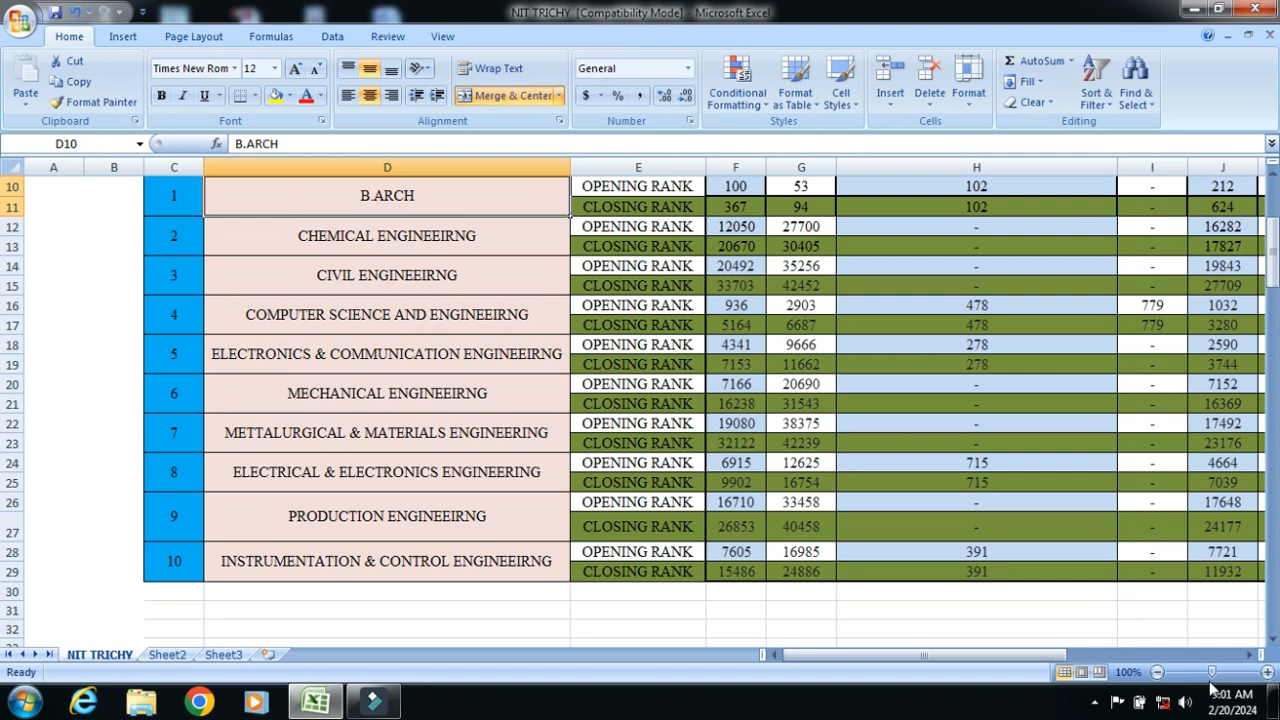 NIT TRICHY [Compatibility Mode] - Microsoft Excel
Home Insert Page Layout Formulas Data Review View
Paste Cut Copy Format Painter Clipboard
Times New Rom 12 B I U A A A Font
Wrap Text Merge & Center Alignment
General $ % , Number
Conditional Formatting Format as Table Cell Styles Styles
Insert Delete Format Cells
Σ AutoSum Fill Clear Sort & Filter Find & Select Editing
D10 fx B.ARCH
A B C D E F G H I J
10 1 B.ARCH OPENING RANK 100 53 102 - 212
11 CLOSING RANK 367 94 102 624
12 2 CHEMICAL ENGINEEIRNG OPENING RANK 12050 27700 - - 16282
13 CLOSING RANK 20670 30405 - - 17827
14 3 CIVIL ENGINEEIRNG OPENING RANK 20492 35256 - - 19843
15 CLOSING RANK 33703 42452 - - 27709
16 4 COMPUTER SCIENCE AND ENGINEEIRNG OPENING RANK 936 2903 478 779 1032
17 CLOSING RANK 5164 6687 478 779 3280
18 5 ELECTRONICS & COMMUNICATION ENGINEEIRNG OPENING RANK 4341 9666 278 - 2590
19 CLOSING RANK 7153 11662 278 - 3744
20 6 MECHANICAL ENGINEEIRNG OPENING RANK 7166 20690 - - 7152
21 CLOSING RANK 16238 31543 - - 16369
22 7 METTALURGICAL & MATERIALS ENGINEERING OPENING RANK 19080 38375 - - 17492
23 CLOSING RANK 32122 42239 - - 23176
24 8 ELECTRICAL & ELECTRONICS ENGINEERING OPENING RANK 6915 12625 715 - 4664
25 CLOSING RANK 9902 16754 715 - 7039
26 9 PRODUCTION ENGINEEIRNG OPENING RANK 16710 33458 - - 17648
27 CLOSING RANK 26853 40458 - - 24177
28 10 INSTRUMENTATION & CONTROL ENGINEEIRNG OPENING RANK 7605 16985 391 - 7721
29 CLOSING RANK 15486 24886 391 - 11932
30
31
32
NIT TRICHY Sheet2 Sheet3
Ready 100%
:01 AM
2/20/2024